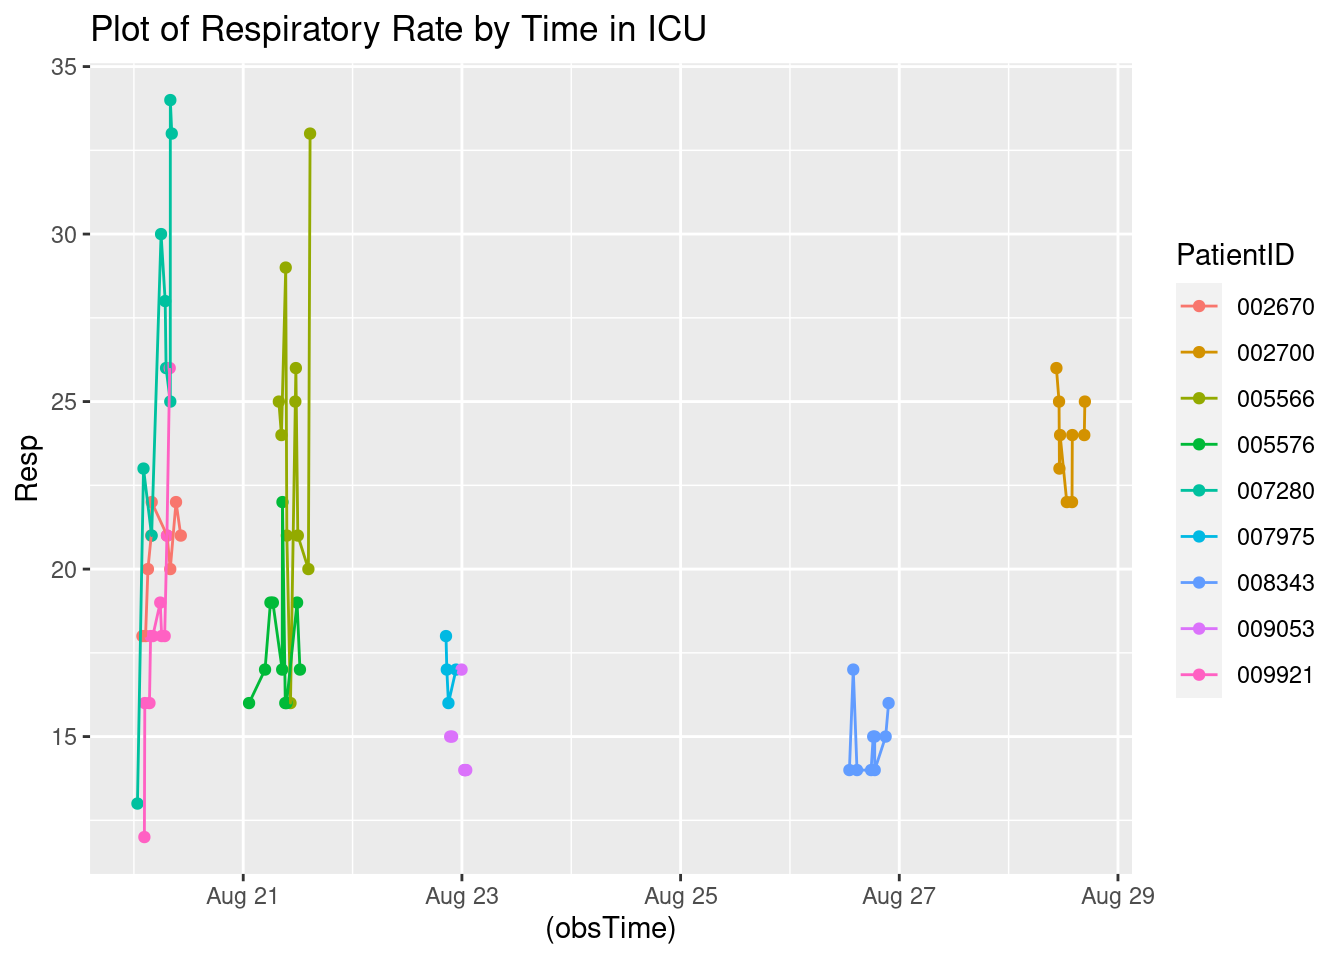 Plot of Respiratory Rate by Time in ICU
35
30
25
20
15
Resp
Aug 21
Aug 23
Aug 25
Aug 27
Aug 29
(obsTime)
PatientID
002670
002700
005566
005576
007280
007975
008343
009053
009921